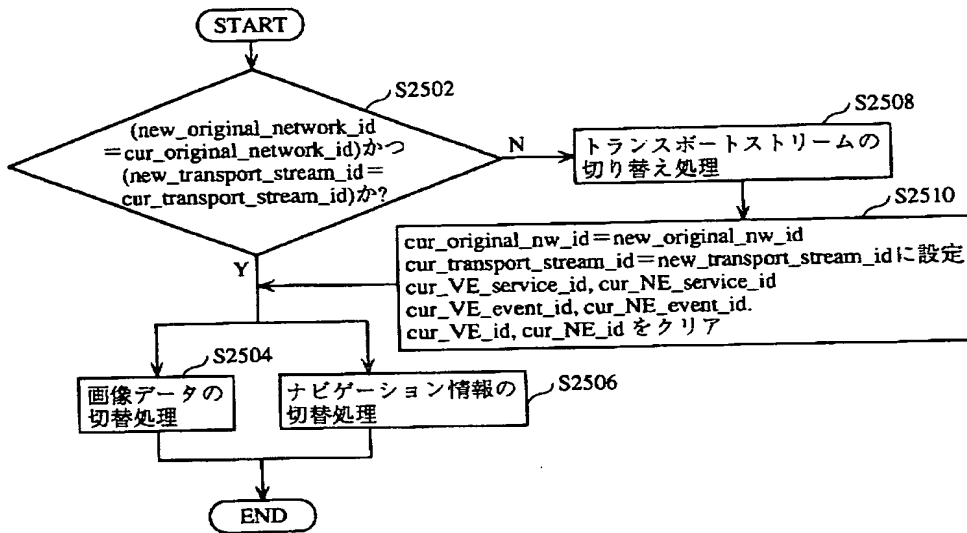 START
S2502
(new_original_network_id
=cur_original_network_id)かつ
(new_transport_stream_id=
cur_transport_stream_id)か?
N
Y
S2508
トランスポートストリームの
切り替え処理
S2510
cur_original_nw_id=new_original_nw_id
cur_transport_stream_id=new_transport_stream_idに設定
cur_VE_service_id, cur_NE_service_id
cur_VE_event_id, cur_NE_event_id.
cur_VE_id, cur_NE_id をクリア
S2504
画像データの
切替処理
S2506
ナビゲーション情報の
切替処理
END